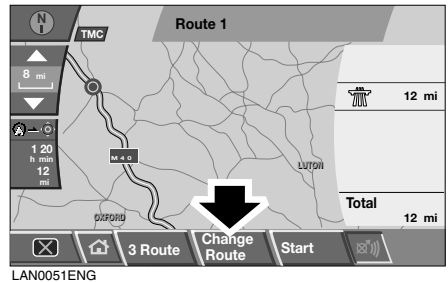 N
TMC
Route 1
8 mi
12 mi
1 20
h min
12
mi
M40
LUTON
OXFORD
Total
12 mi
3 Route
Change
Route
Start
LAN0051ENG